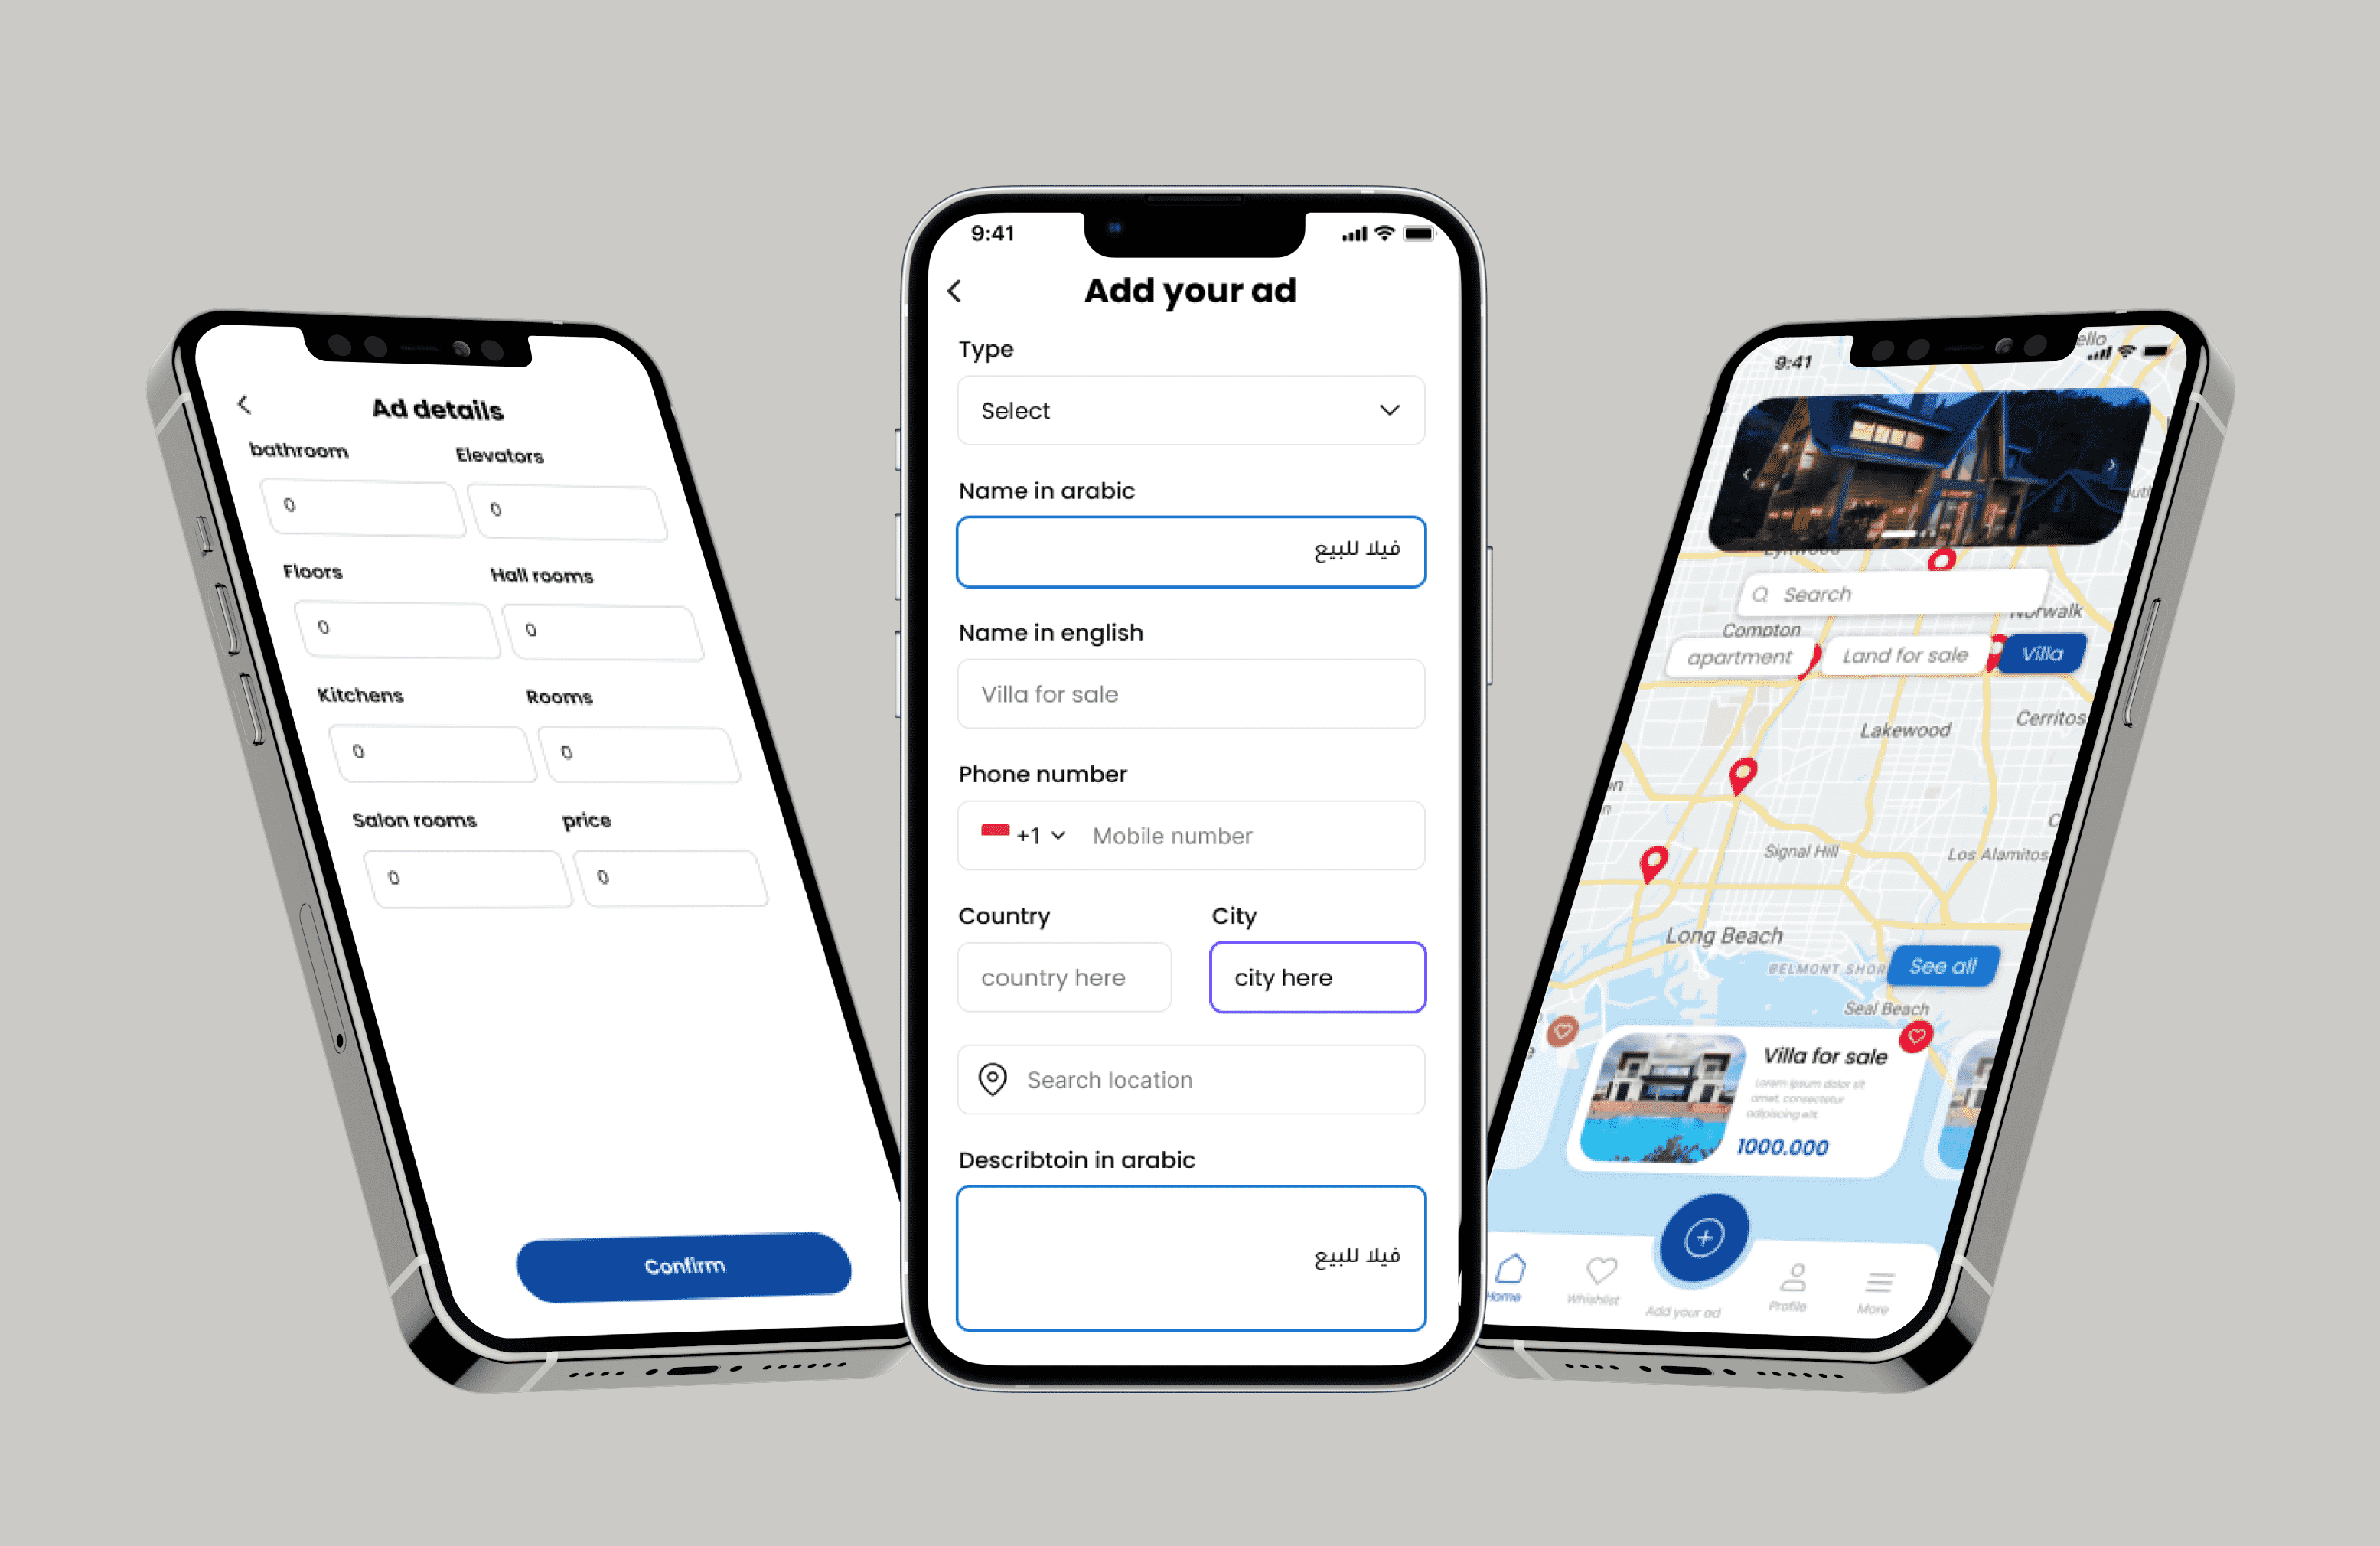 Ad details
bathroom
Elevators
0
0
Floors
Hall rooms
0
0
Kitchens
Rooms
0
0
Salon rooms
price
0
0
Confirm
9:41
Add your ad
Type
Select
Name in arabic
فيلا للبيع
Name in english
Villa for sale
Phone number
+1
Mobile number
Country
City
country here
city here
Search location
Describtoin in arabic
فيلا للبيع
9:41
ello
Lynwood
Search
Norwalk
Compton
apartment
Land for sale
Villa
Cerritos
Lakewood
Signal Hill
Los Alamitos
Long Beach
BELMONT SHOR
See all
Seal Beach
Villa for sale
Lorem ipsum dolor sit
amet, consectetur
adipiscing elit.
1000.000
Home
Whishlist
Add your ad
Profile
More